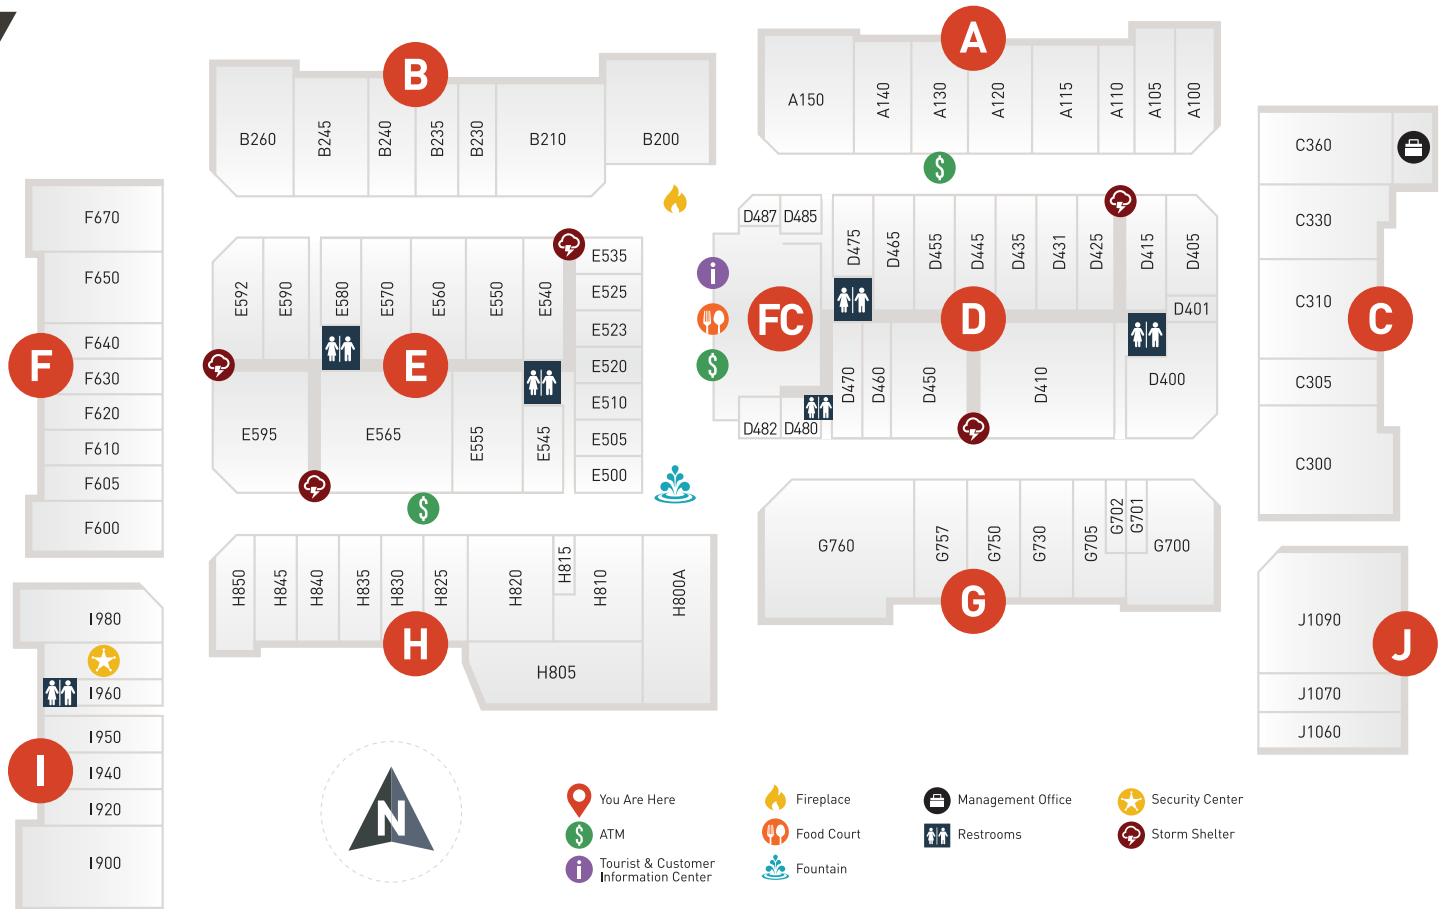 A
B
A150
A140
A130
A120
A115
A110
A105
A100
B260
B245
B240
B235
B230
B210
B200
C360
C330
C310
C305
C300
C
F670
F650
F640
F630
F620
F610
F605
F600
F
E592
E590
E580
E570
E560
E550
E540
E535
E525
E523
E520
E510
E505
E500
E595
E565
E555
E545
E
D487
D485
D475
D465
D455
D445
D435
D431
D425
D415
D405
D401
D400
D482
D480
D470
D460
D450
D410
FC
D
i
$
$
$
G760
G757
G750
G730
G705
G702
G701
G700
G
H850
H845
H840
H835
H830
H825
H820
H815
H810
H800A
H805
H
I980
I960
I950
I940
I920
I900
I
J1090
J1070
J1060
J
N
You Are Here
$ ATM
i Tourist & Customer
Information Center
Fireplace
Food Court
Fountain
Management Office
Restrooms
Security Center
Storm Shelter